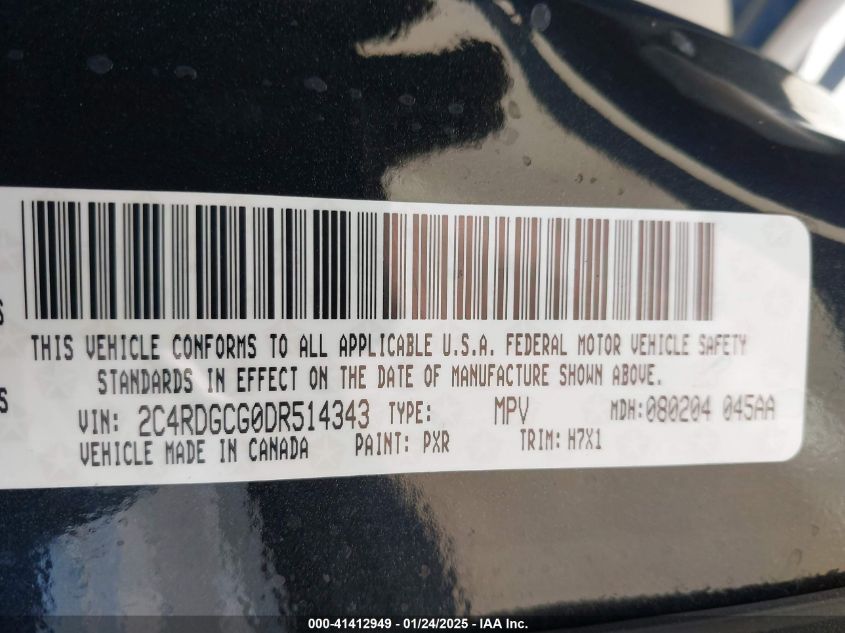 THIS VEHICLE CONFORMS TO ALL APPLICABLE U.S.A. FEDERAL MOTOR VEHICLE SAFETY
S
STANDARDS IN EFFECT ON THE DATE OF MANUFACTURE SHOWN ABOVE.
S
VIN: 2C4RDGCG0DR514343 TYPE: MPV MDH:080204 045AA
VEHICLE MADE IN CANADA PAINT: PXR TRIM: H7X1
000-41412949 - 01/24/2025 - IAA Inc.